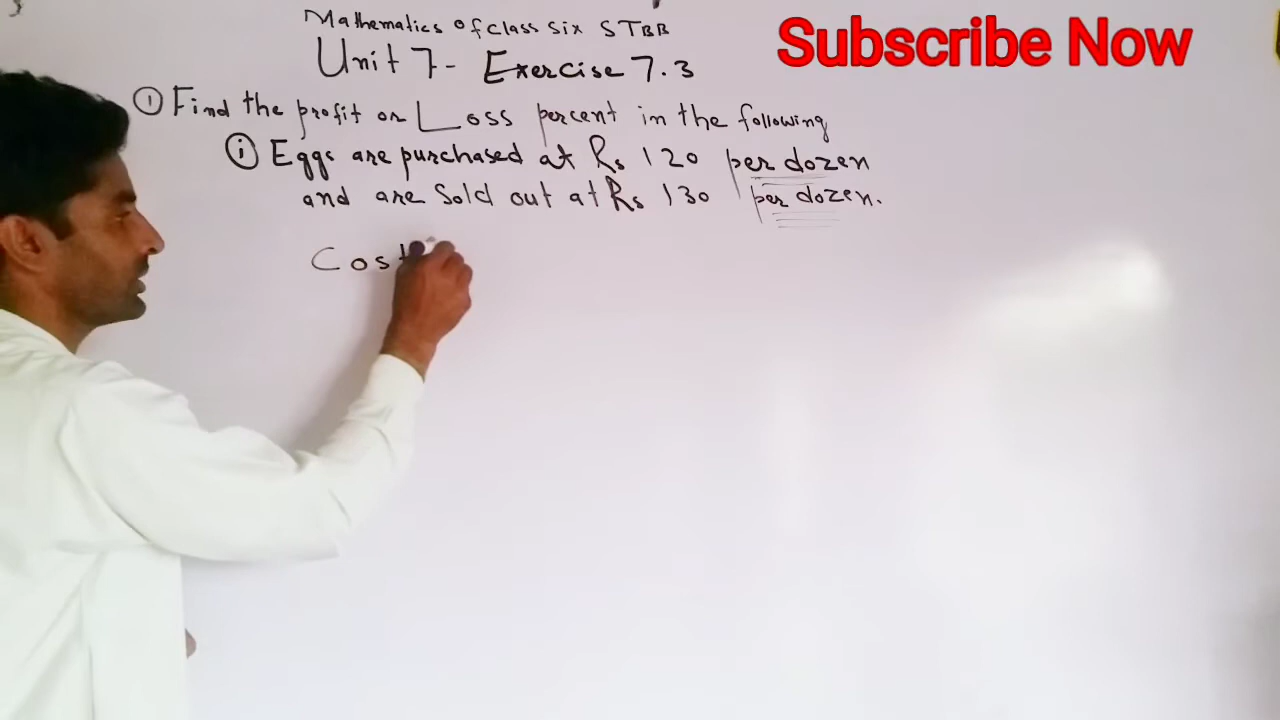 Mathematics of class six STBB
Subscribe Now
Unit 7- Exercise 7.3
① Find the profit or Loss percent in the following
ⓘ Eggs are purchased at Rs 120 per dozen
and are Sold out at Rs 130 per dozen.
Cost